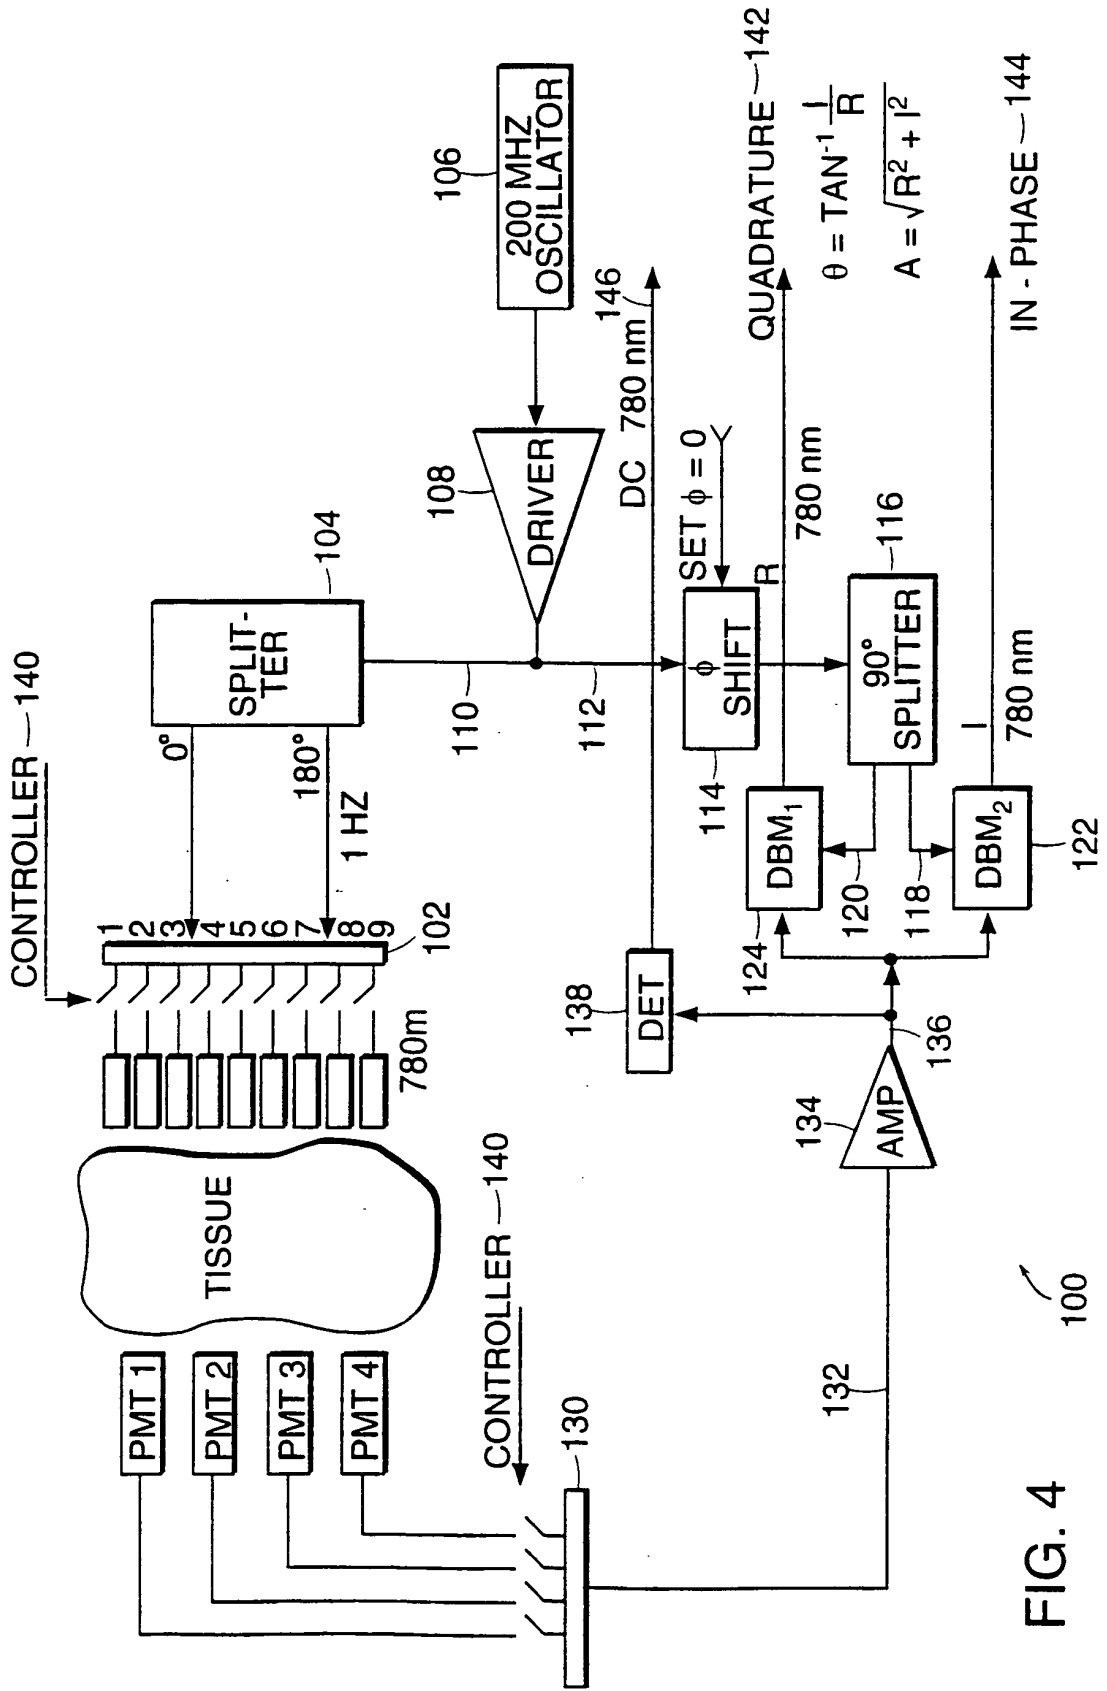 CONTROLLER 140
1
2
3
4
5
6
7
8
9
102
780m
0°
180°
1 HZ
SPLIT-
TER
104
TISSUE
PMT 1
PMT 2
PMT 3
PMT 4
CONTROLLER 140
130
132
134
AMP
136
138
DET
DC 780 nm 146
110
112
108
DRIVER
106
200 MHZ
OSCILLATOR
SET ϕ = 0
ϕ
SHIFT
114
R
780 nm
QUADRATURE 142
θ = TAN⁻¹ I/R
A = √R² + I²
90°
SPLITTER
116
124
DBM₁
120
118
DBM₂
122
I
780 nm
IN - PHASE 144
100
FIG. 4